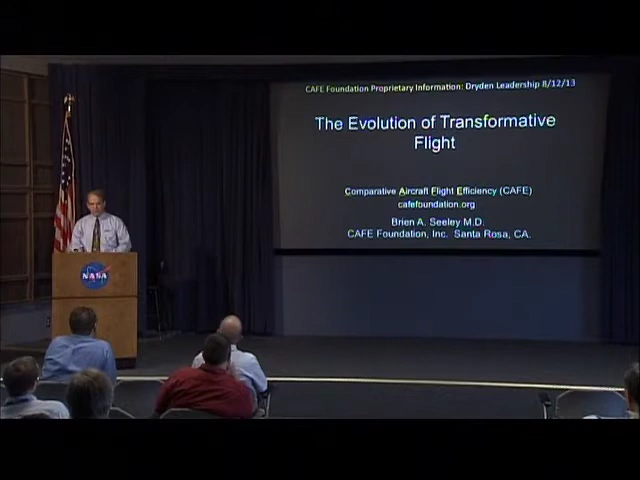 CAFE Foundation Proprietary Information: Dryden Leadership 8/12/13
The Evolution of Transformative
Flight
Comparative Aircraft Flight Efficiency (CAFE)
cafefoundation.org
Brien A. Seeley M.D.
CAFE Foundation, Inc. Santa Rosa, CA.
NASA